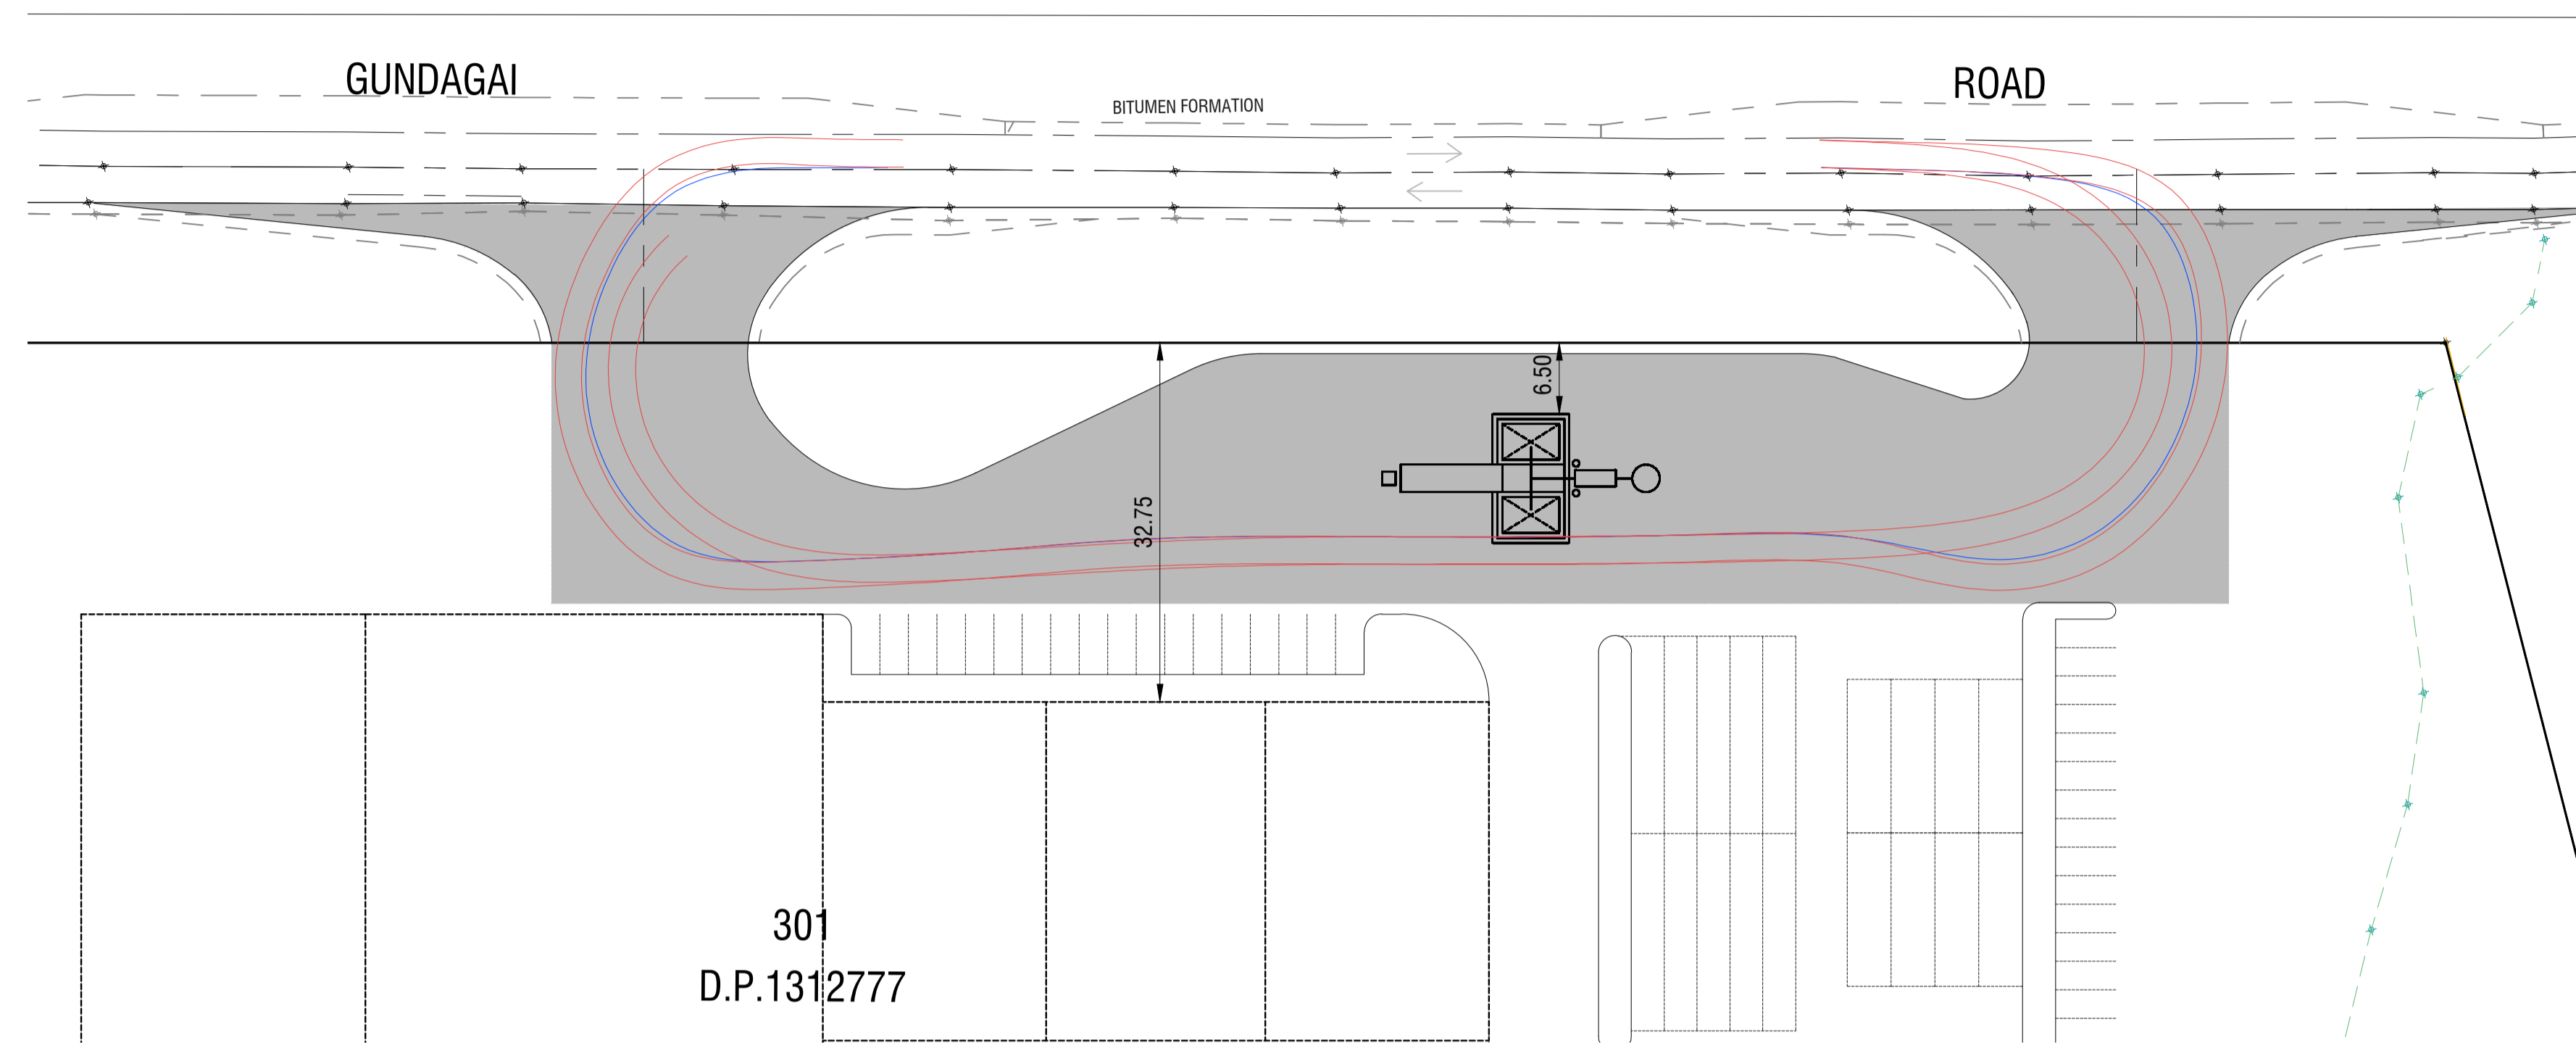 GUNDAGAI
ROAD
BITUMEN FORMATION
6.50
32.75
301
D.P.1312777